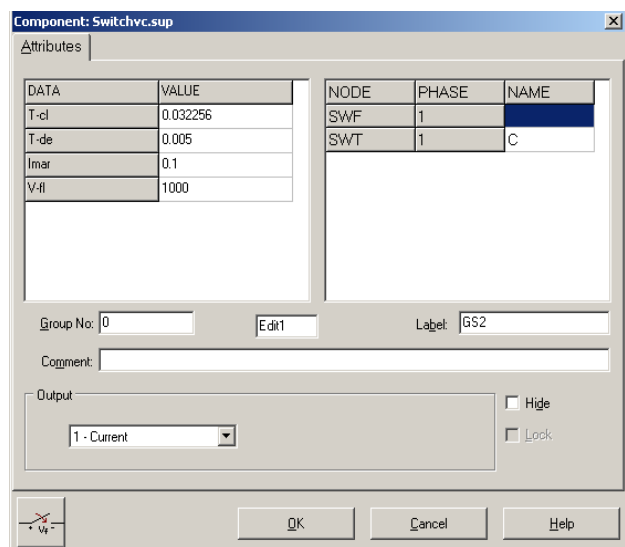 Component: Switchvc.sup
Attributes
DATA VALUE
T-cl 0.032256
T-de 0.005
Imar 0.1
V-fl 1000
NODE PHASE NAME
SWF 1
SWT 1 C
Group No: 0 Edit1 Label: GS2
Comment:
Output
1 - Current
Hide
Lock
+ Vf -
OK Cancel Help